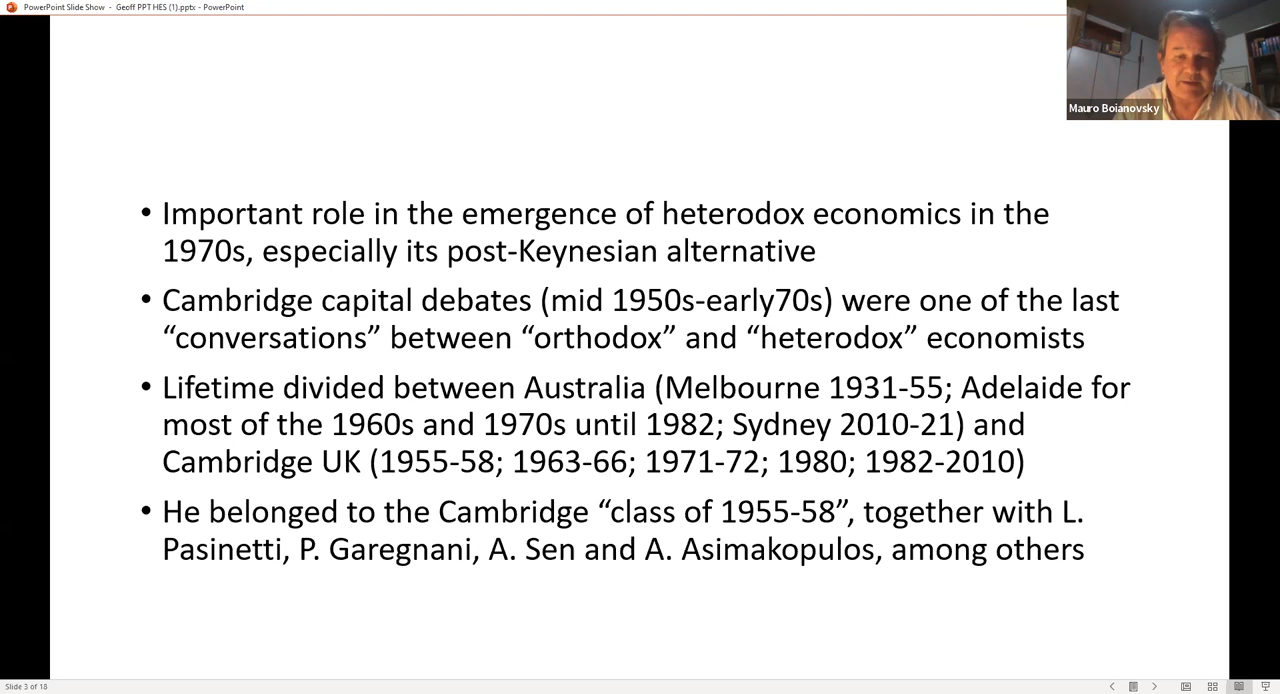 PowerPoint Slide Show - Geoff PPT HES (1).pptx - PowerPoint
Mauro Boianovsky
• Important role in the emergence of heterodox economics in the
1970s, especially its post-Keynesian alternative
• Cambridge capital debates (mid 1950s-early70s) were one of the last
“conversations” between “orthodox” and “heterodox” economists
• Lifetime divided between Australia (Melbourne 1931-55; Adelaide for
most of the 1960s and 1970s until 1982; Sydney 2010-21) and
Cambridge UK (1955-58; 1963-66; 1971-72; 1980; 1982-2010)
• He belonged to the Cambridge “class of 1955-58”, together with L.
Pasinetti, P. Garegnani, A. Sen and A. Asimakopulos, among others
Slide 3 of 18